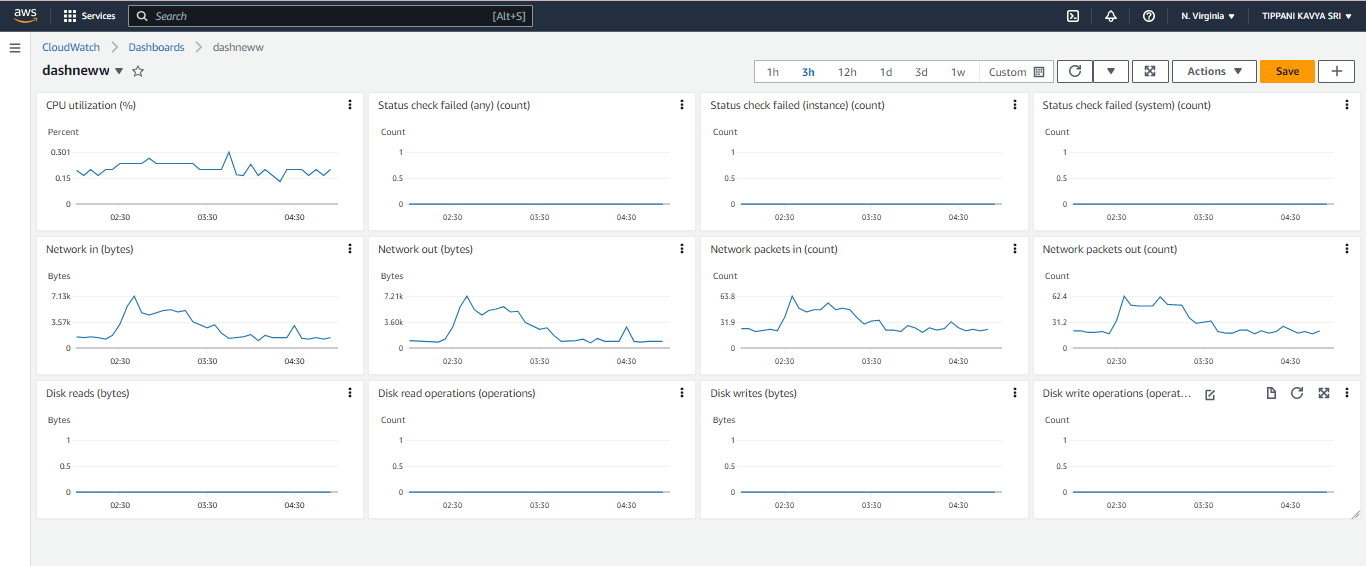 aws Services Search [Alt+S] N. Virginia TIPPANI KAVYA SRI
CloudWatch Dashboards dashneww
dashneww 1h 3h 12h 1d 3d 1w Custom Actions Save
CPU utilization (%)
Percent
0.301
0.15
0
02:30 03:30 04:30
Status check failed (any) (count)
Count
1
0.5
0
02:30 03:30 04:30
Status check failed (instance) (count)
Count
1
0.5
0
02:30 03:30 04:30
Status check failed (system) (count)
Count
1
0.5
0
02:30 03:30 04:30
Network in (bytes)
Bytes
7.13k
3.57k
0
02:30 03:30 04:30
Network out (bytes)
Bytes
7.21k
3.60k
0
02:30 03:30 04:30
Network packets in (count)
Count
63.8
31.9
0
02:30 03:30 04:30
Network packets out (count)
Count
62.4
31.2
0
02:30 03:30 04:30
Disk reads (bytes)
Bytes
1
0.5
0
02:30 03:30 04:30
Disk read operations (operations)
Count
1
0.5
0
02:30 03:30 04:30
Disk writes (bytes)
Bytes
1
0.5
0
02:30 03:30 04:30
Disk write operations (operat...
Count
1
0.5
0
02:30 03:30 04:30